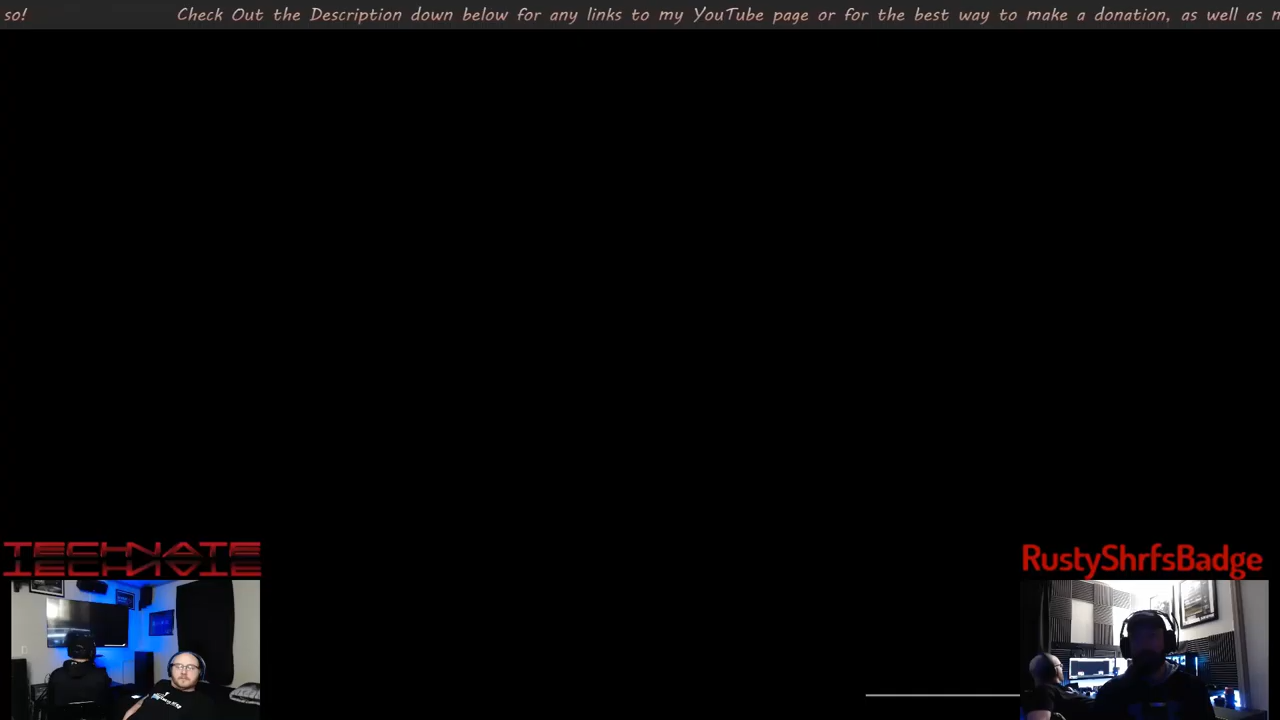 so! Check Out the Description down below for any links to my YouTube page or for the best way to make a donation, as well as
TECHNATE
RustyShrfsBadge